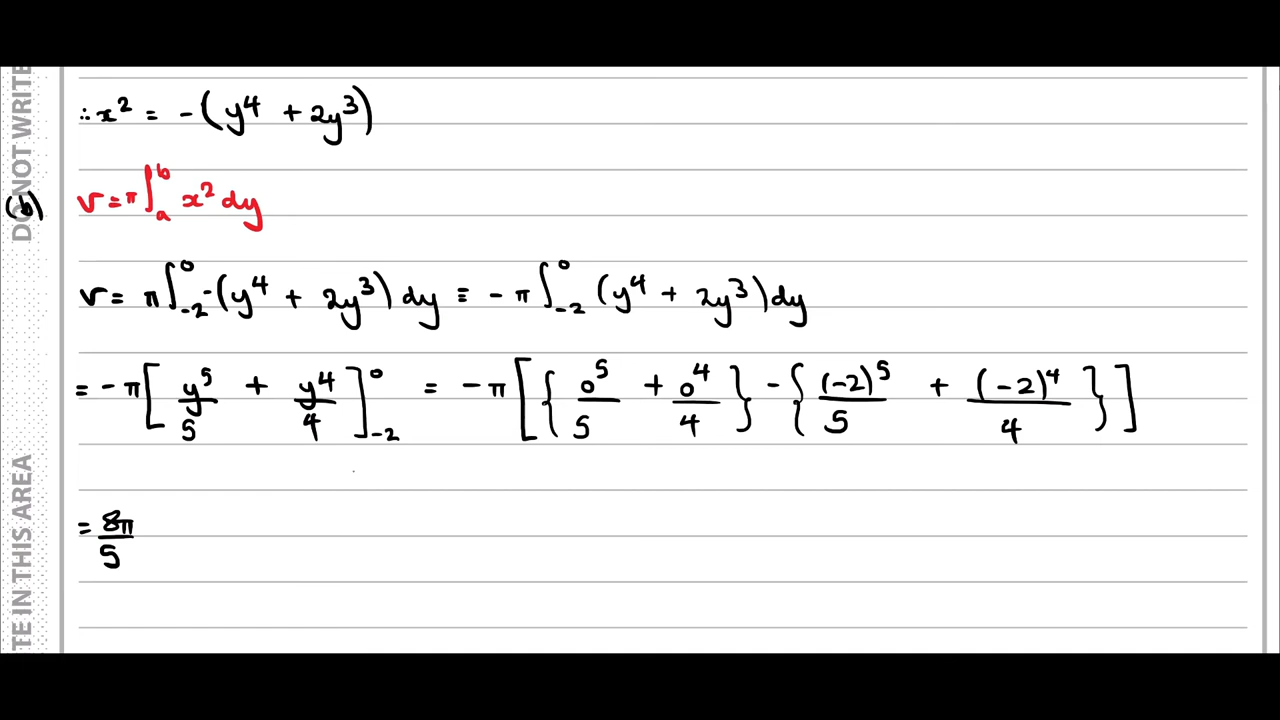 ∴ x² = -(y⁴ + 2y³)
(b) V = π∫ₐᵇ x² dy
V = π∫₋₂⁰ -(y⁴ + 2y³) dy ≡ -π∫₋₂⁰ (y⁴ + 2y³) dy
= -π[y⁵/5 + y⁴/4]₋₂⁰ = -π[{0⁵/5 + 0⁴/4} - {(-2)⁵/5 + (-2)⁴/4}]
= 8π/5
DO NOT WRITE
TE IN THIS AREA